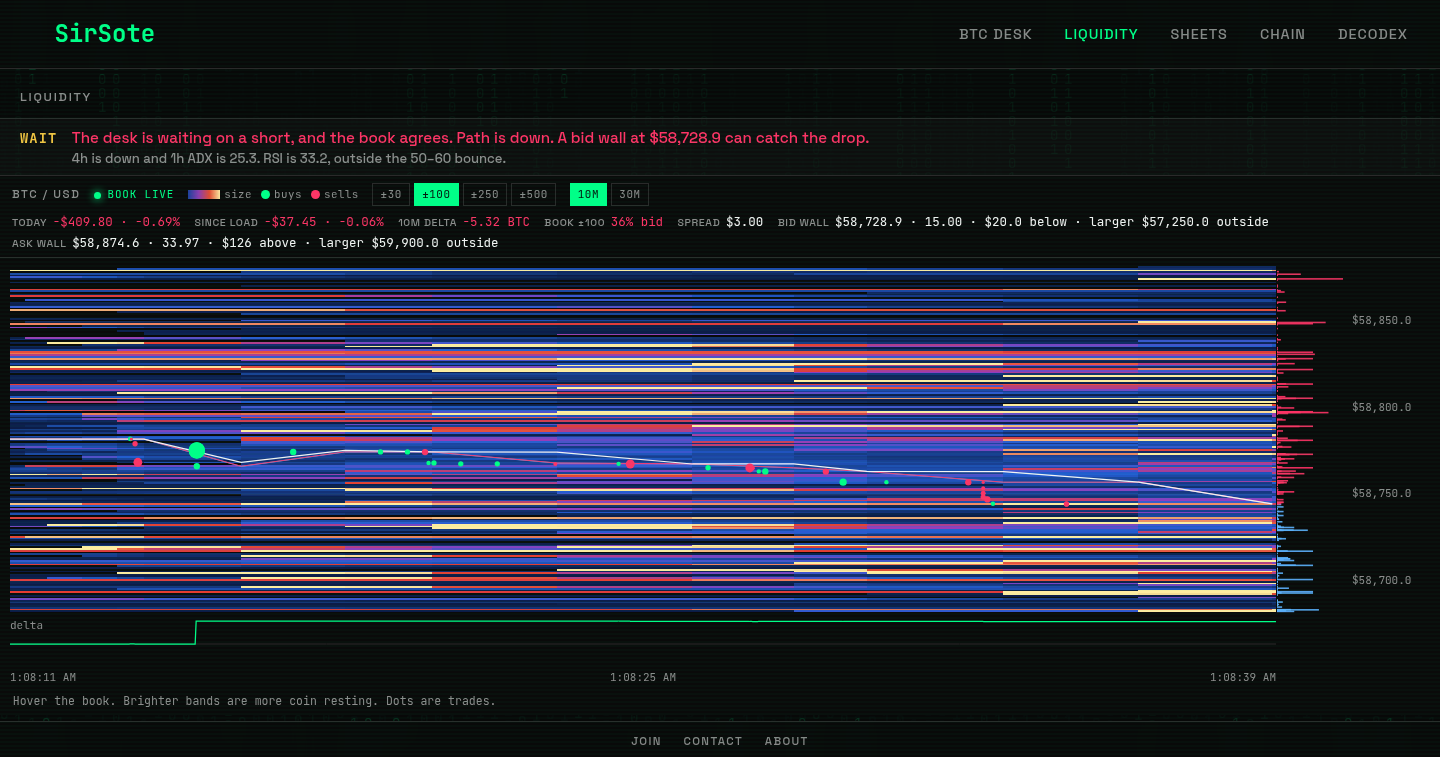 SirSote
BTC DESK LIQUIDITY SHEETS CHAIN DECODEX
LIQUIDITY
WAIT The desk is waiting on a short, and the book agrees. Path is down. A bid wall at $58,728.9 can catch the drop.
4h is down and 1h ADX is 25.3. RSI is 33.2, outside the 50–60 bounce.
BTC / USD BOOK LIVE size buys sells ±30 ±100 ±250 ±500 10M 30M
TODAY -$409.80 · -0.69% SINCE LOAD -$37.45 · -0.06% 10M DELTA -5.32 BTC BOOK ±100 36% bid SPREAD $3.00 BID WALL $58,728.9 · 15.00 · $20.0 below · larger $57,250.0 outside
ASK WALL $58,874.6 · 33.97 · $126 above · larger $59,900.0 outside
$58,850.0
$58,800.0
$58,750.0
$58,700.0
delta
1:08:11 AM 1:08:25 AM 1:08:39 AM
Hover the book. Brighter bands are more coin resting. Dots are trades.
JOIN CONTACT ABOUT